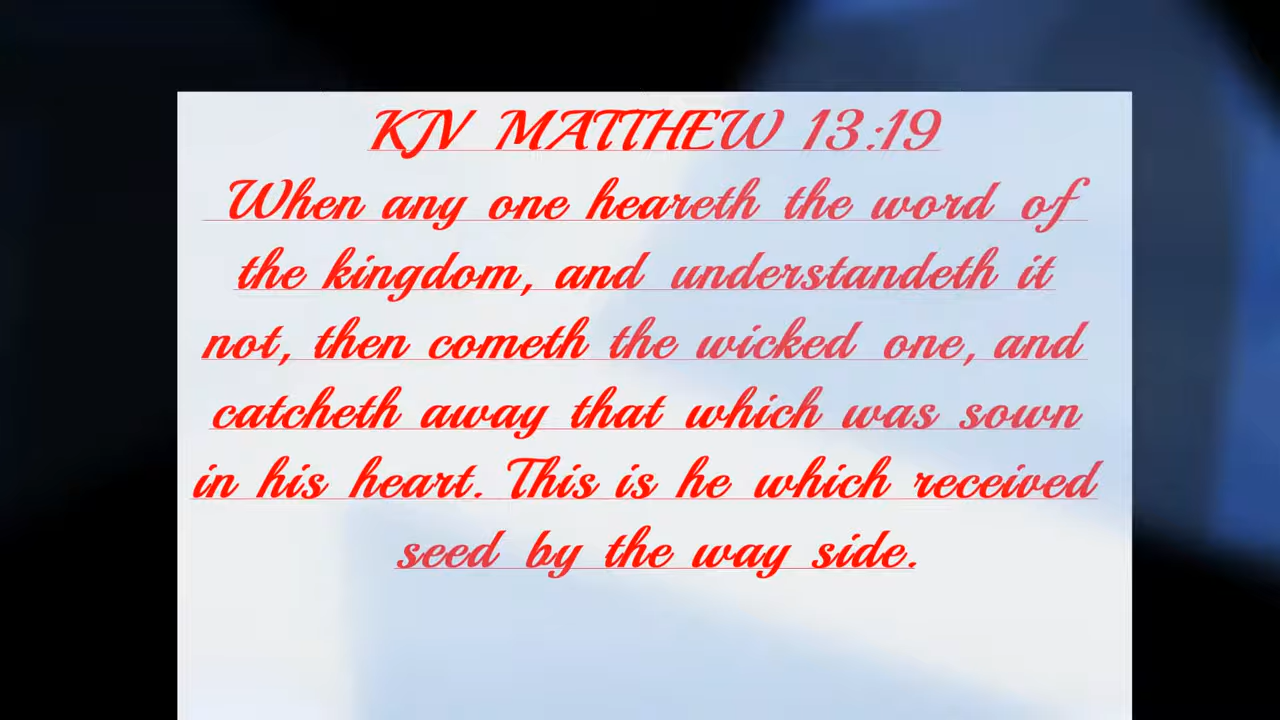 KJV MATTHEW 13:19
When any one heareth the word of
the kingdom, and understandeth it
not, then cometh the wicked one, and
catcheth away that which was sown
in his heart. This is he which received
seed by the way side.